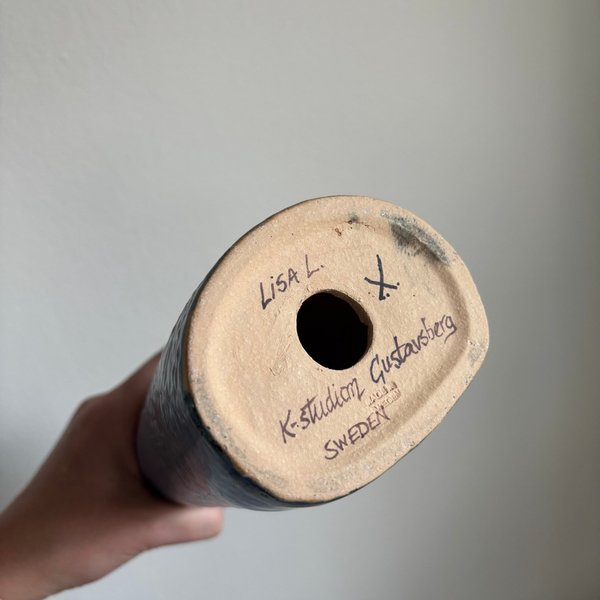 LiSA L. X.
K-studion Gustavsberg
SWEDEN